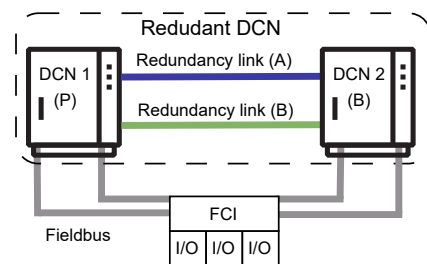 Redudant DCN
Redundancy link (A)
DCN 1
(P)
DCN 2
(B)
Redundancy link (B)
FCI
Fieldbus
I/O I/O I/O